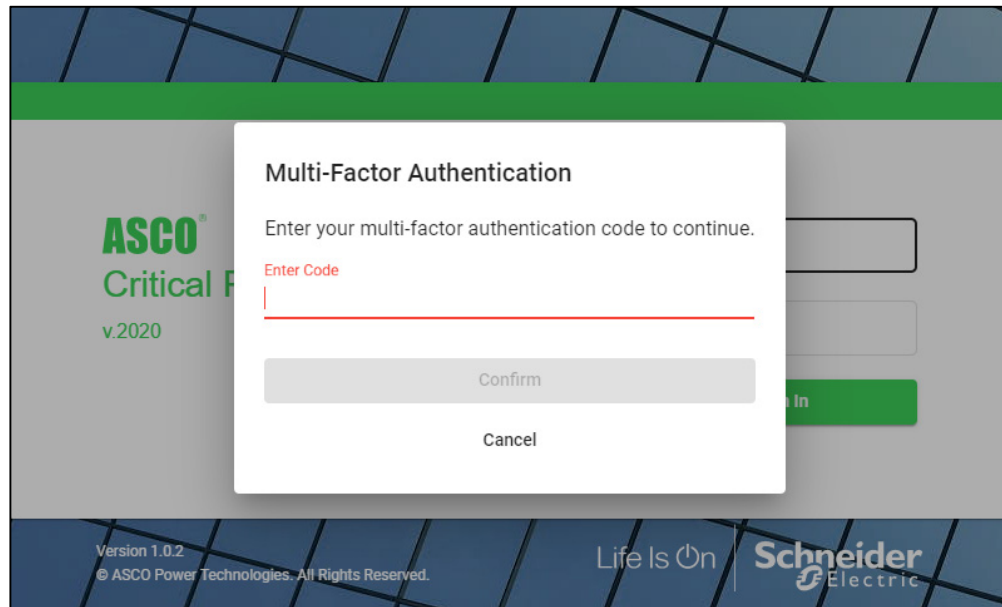 Multi-Factor Authentication
Enter your multi-factor authentication code to continue.
Enter Code
Confirm
Cancel
ASCO®
Critical
v.2020
In
Version 1.0.2
© ASCO Power Technologies. All Rights Reserved.
Life Is On
Schneider
Electric